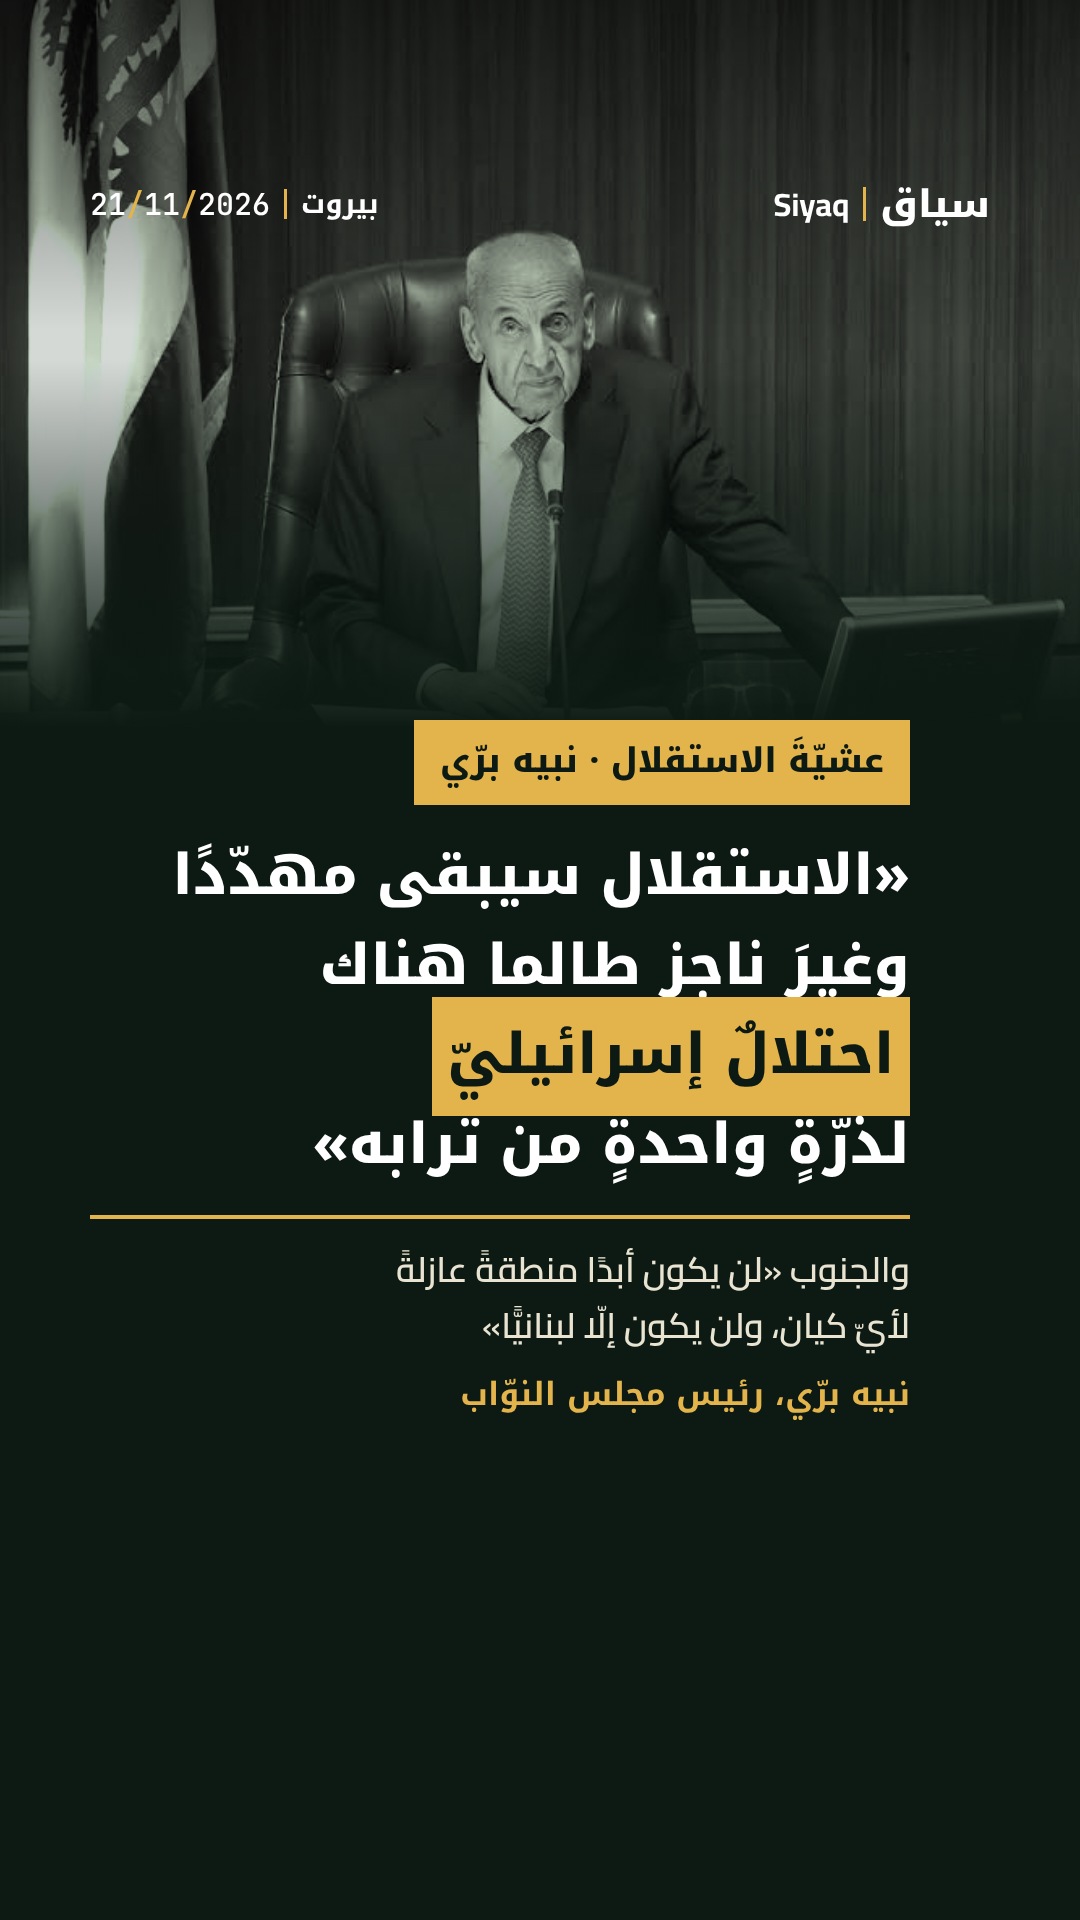 سياق | Siyaq
بيروت | 21/11/2026
عشيّةَ الاستقلال · نبيه برّي
«الاستقلال سيبقى مهدّدًا
وغيرَ ناجز طالما هناك
احتلالٌ إسرائيليّ
لذرّةٍ واحدةٍ من ترابه»
والجنوب «لن يكون أبدًا منطقةً عازلةً
لأيّ كيان، ولن يكون إلّا لبنانيًّا»
نبيه برّي، رئيس مجلس النوّاب